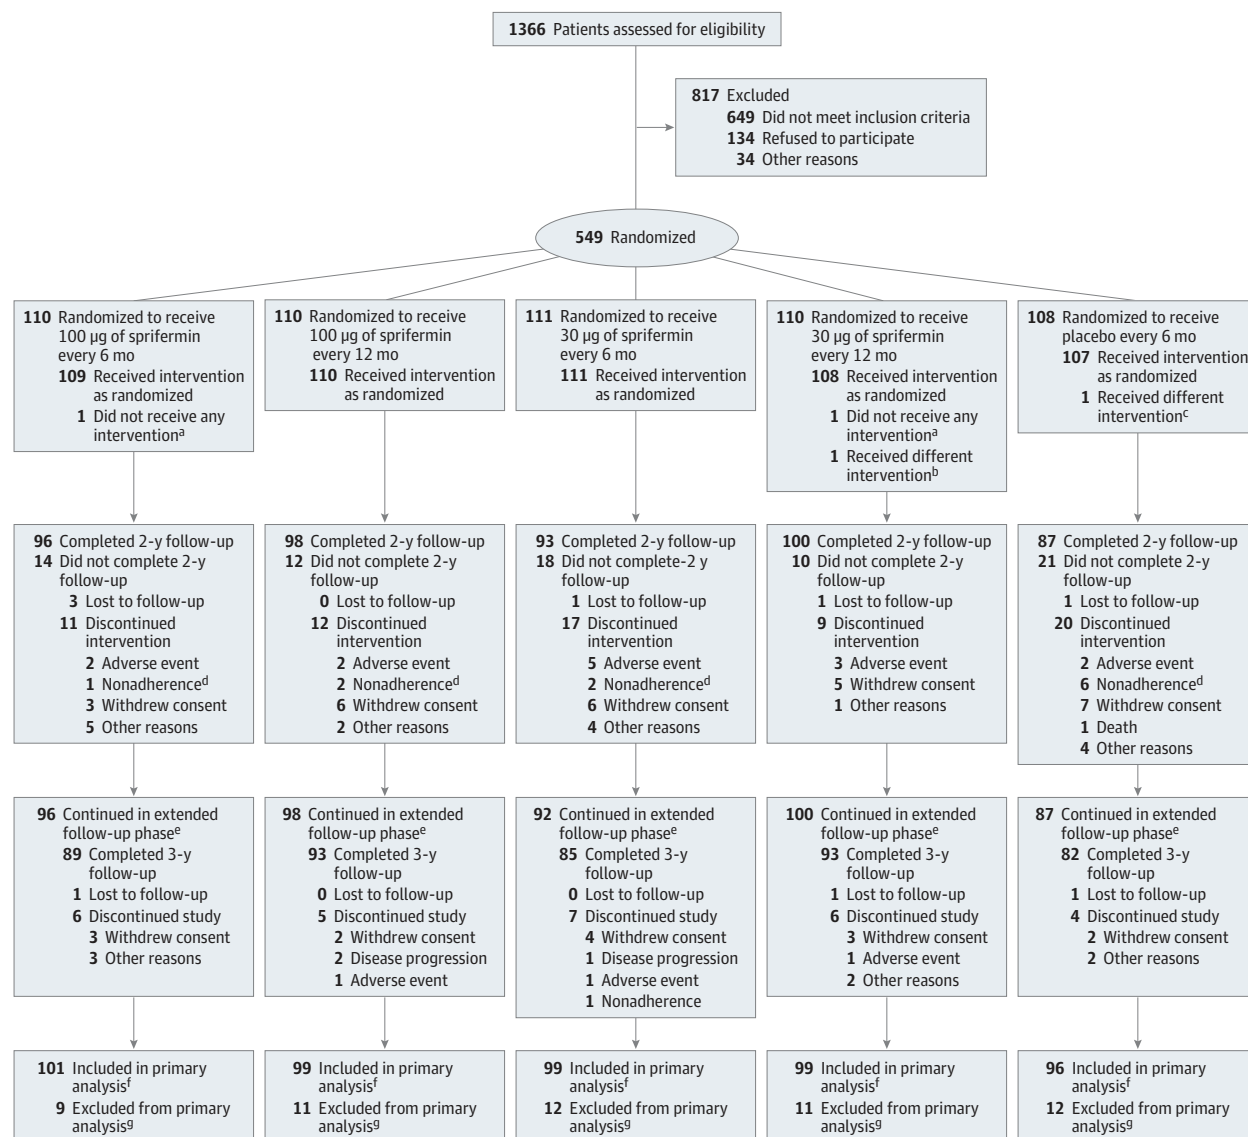 1366 Patients assessed for eligibility
817 Excluded
649 Did not meet inclusion criteria
134 Refused to participate
34 Other reasons
549 Randomized
110 Randomized to receive
100 µg of sprifermin
every 6 mo
109 Received intervention
as randomized
1 Did not receive any
interventionᵃ
110 Randomized to receive
100 µg of sprifermin
every 12 mo
110 Received intervention
as randomized
111 Randomized to receive
30 µg of sprifermin
every 6 mo
111 Received intervention
as randomized
110 Randomized to receive
30 µg of sprifermin
every 12 mo
108 Received intervention
as randomized
1 Did not receive any
interventionᵃ
1 Received different
interventionᵇ
108 Randomized to receive
placebo every 6 mo
107 Received intervention
as randomized
1 Received different
interventionᶜ
96 Completed 2-y follow-up
14 Did not complete 2-y
follow-up
3 Lost to follow-up
11 Discontinued
intervention
2 Adverse event
1 Nonadherenceᵈ
3 Withdrew consent
5 Other reasons
98 Completed 2-y follow-up
12 Did not complete 2-y
follow-up
0 Lost to follow-up
12 Discontinued
intervention
2 Adverse event
2 Nonadherenceᵈ
6 Withdrew consent
2 Other reasons
93 Completed 2-y follow-up
18 Did not complete-2 y
follow-up
1 Lost to follow-up
17 Discontinued
intervention
5 Adverse event
2 Nonadherenceᵈ
6 Withdrew consent
4 Other reasons
100 Completed 2-y follow-up
10 Did not complete 2-y
follow-up
1 Lost to follow-up
9 Discontinued
intervention
3 Adverse event
5 Withdrew consent
1 Other reasons
87 Completed 2-y follow-up
21 Did not complete 2-y
follow-up
1 Lost to follow-up
20 Discontinued
intervention
2 Adverse event
6 Nonadherenceᵈ
7 Withdrew consent
1 Death
4 Other reasons
96 Continued in extended
follow-up phaseᵉ
89 Completed 3-y
follow-up
1 Lost to follow-up
6 Discontinued study
3 Withdrew consent
3 Other reasons
98 Continued in extended
follow-up phaseᵉ
93 Completed 3-y
follow-up
0 Lost to follow-up
5 Discontinued study
2 Withdrew consent
2 Disease progression
1 Adverse event
92 Continued in extended
follow-up phaseᵉ
85 Completed 3-y
follow-up
0 Lost to follow-up
7 Discontinued study
4 Withdrew consent
1 Disease progression
1 Adverse event
1 Nonadherence
100 Continued in extended
follow-up phaseᵉ
93 Completed 3-y
follow-up
1 Lost to follow-up
6 Discontinued study
3 Withdrew consent
1 Adverse event
2 Other reasons
87 Continued in extended
follow-up phaseᵉ
82 Completed 3-y
follow-up
1 Lost to follow-up
4 Discontinued study
2 Withdrew consent
2 Other reasons
101 Included in primary
analysisᶠ
9 Excluded from primary
analysisᵍ
99 Included in primary
analysisᶠ
11 Excluded from primary
analysisᵍ
99 Included in primary
analysisᶠ
12 Excluded from primary
analysisᵍ
99 Included in primary
analysisᶠ
11 Excluded from primary
analysisᵍ
96 Included in primary
analysisᶠ
12 Excluded from primary
analysisᵍ